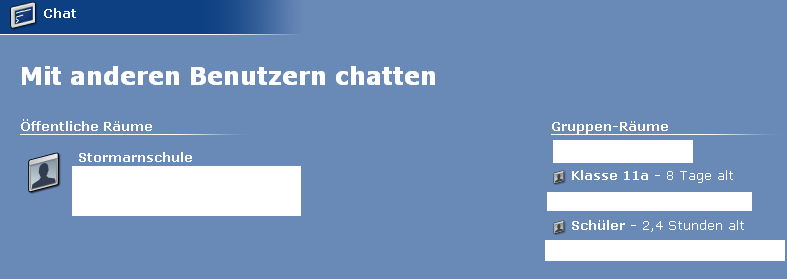 Chat
Mit anderen Benutzern chatten
Öffentliche Räume
Stormarnschule
Gruppen-Räume
Klasse 11a - 8 Tage alt
Schüler - 2,4 Stunden alt